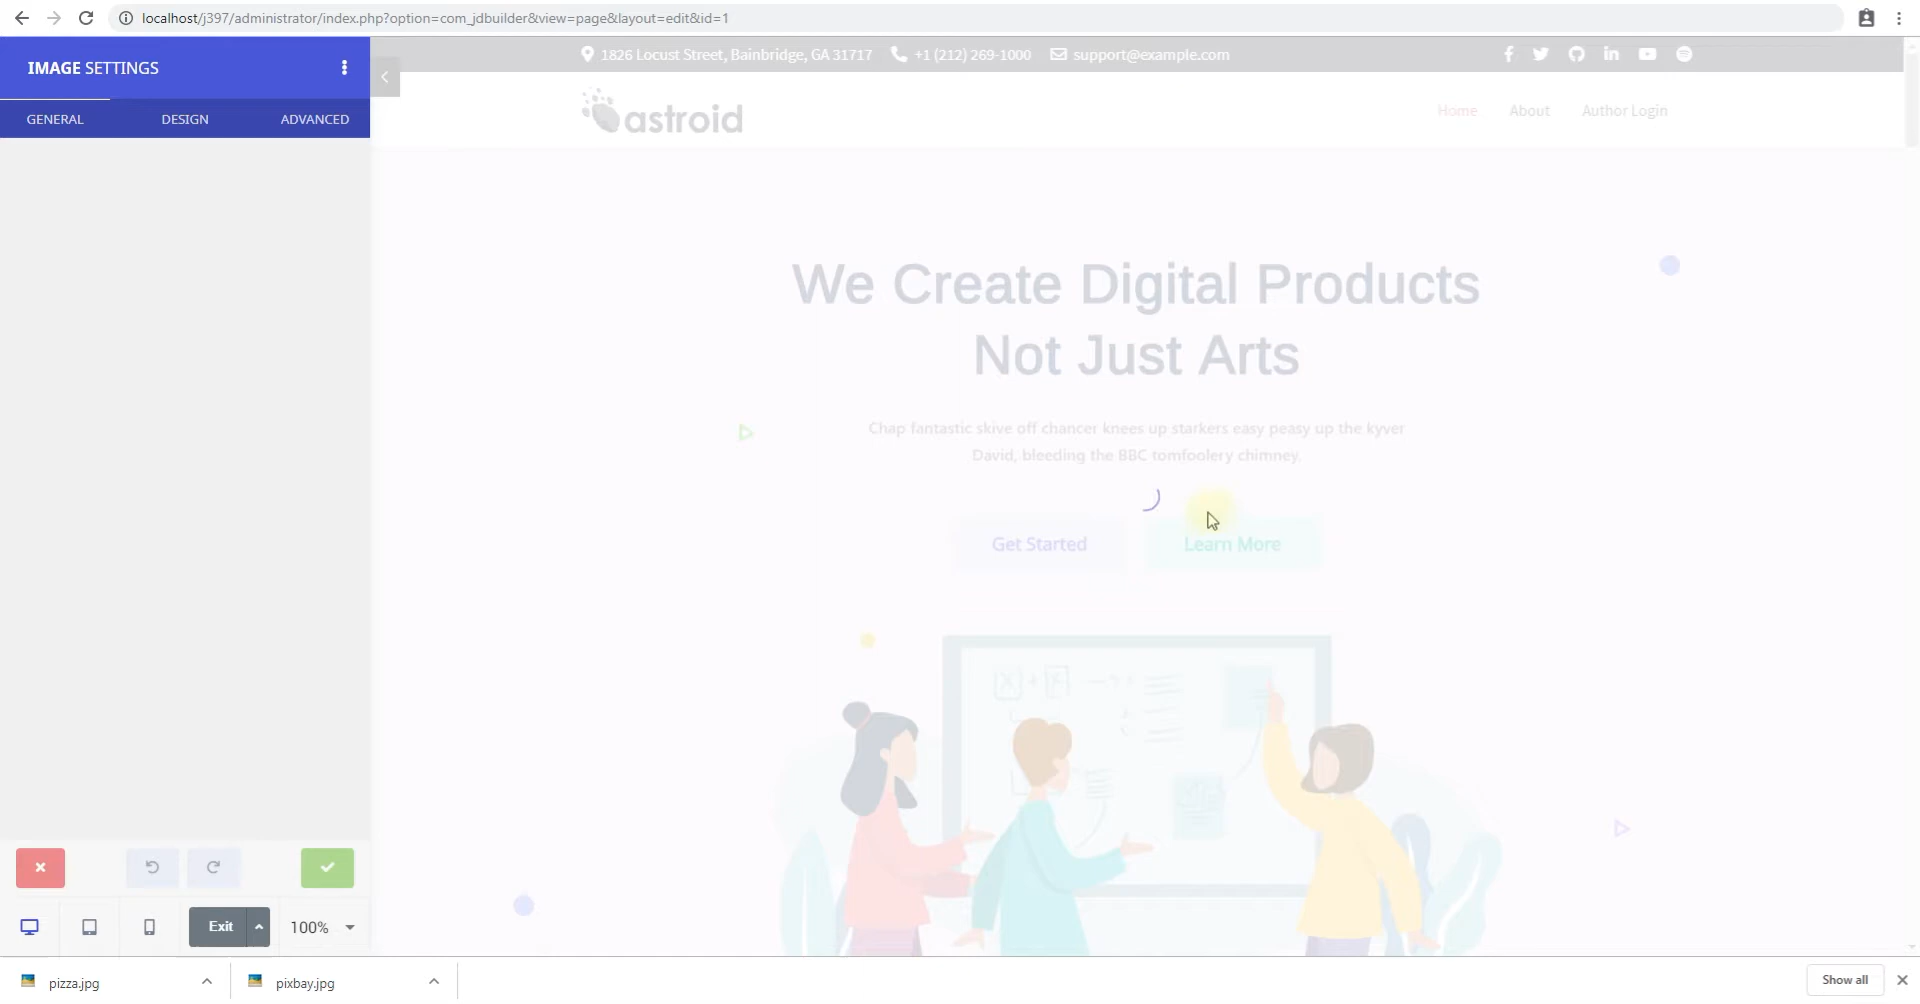 localhost/j397/administrator/index.php?option=com_jdbuilder&view=page&layout=edit&id=1
IMAGE SETTINGS
GENERAL DESIGN ADVANCED
1826 Locust Street, Bainbridge, GA 31717 +1 (212) 269-1000 support@example.com
astroid
Home About Author Login
We Create Digital Products
Not Just Arts
Chap fantastic skive off chancer knees up starkers easy peasy up the kyver
David, bleeding the BBC tomfoolery chimney.
Get Started Learn More
Exit 100%
pizza.jpg pixbay.jpg Show all